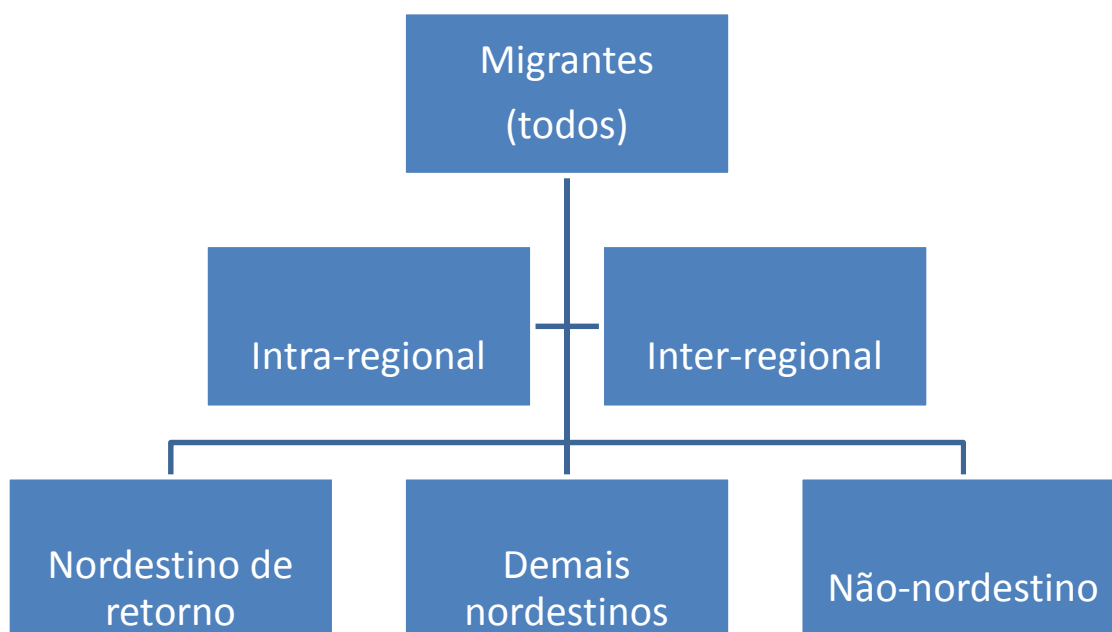 Migrantes
(todos)
Intra-regional
Inter-regional
Nordestino de
retorno
Demais
nordestinos
Não-nordestino